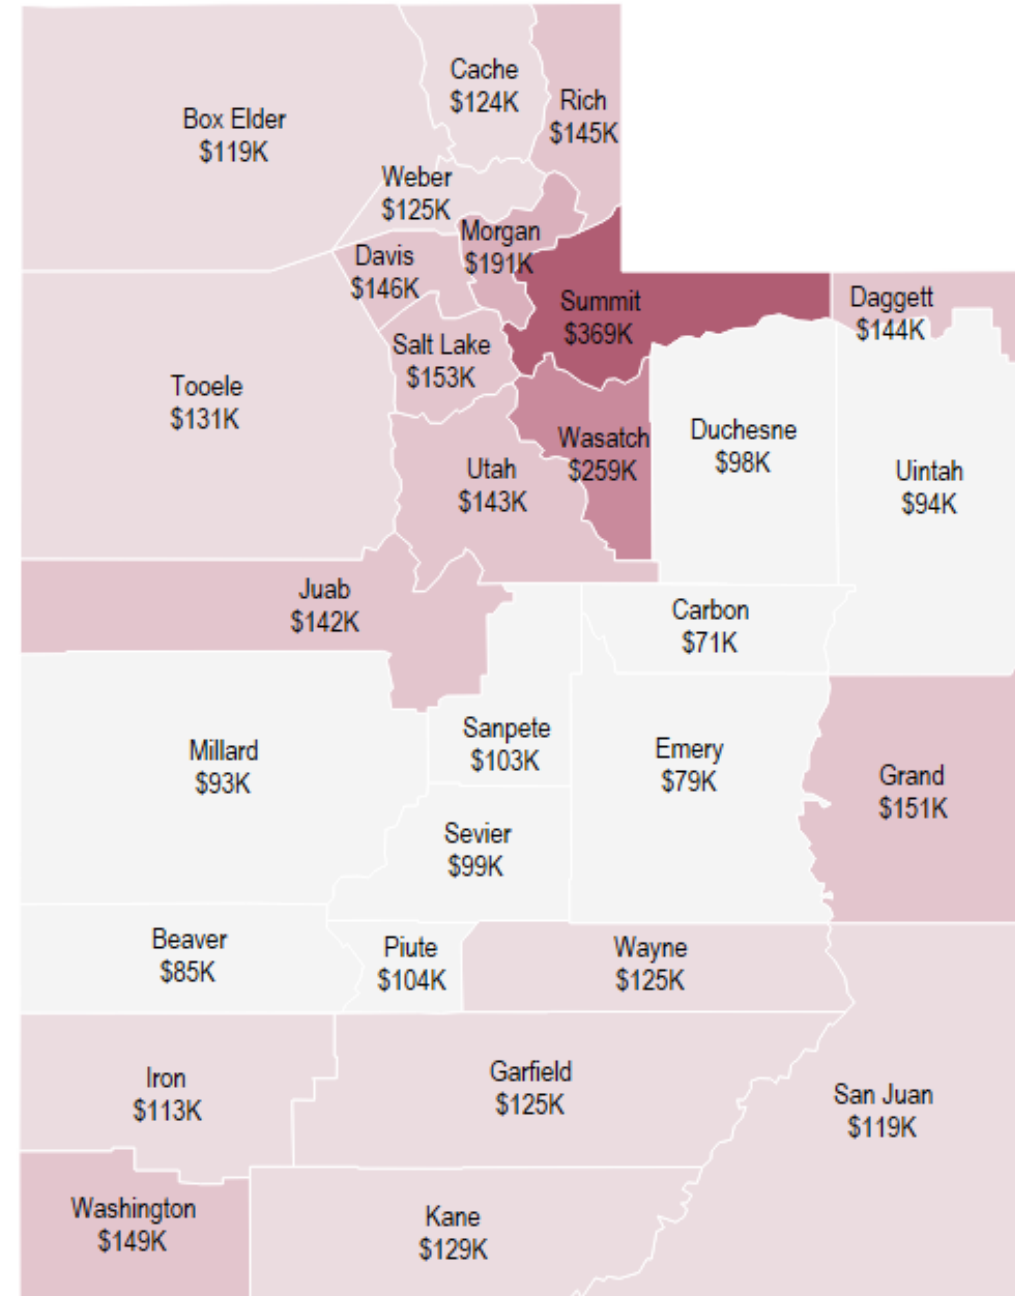 Cache
$124K
Rich
$145K
Box Elder
$119K
Weber
$125K
Morgan
$191K
Davis
$146K
Summit
$369K
Daggett
$144K
Salt Lake
$153K
Tooele
$131K
Wasatch
$259K
Duchesne
$98K
Utah
$143K
Uintah
$94K
Juab
$142K
Carbon
$71K
Sanpete
$103K
Millard
$93K
Emery
$79K
Grand
$151K
Sevier
$99K
Beaver
$85K
Piute
$104K
Wayne
$125K
Iron
$113K
Garfield
$125K
San Juan
$119K
Washington
$149K
Kane
$129K